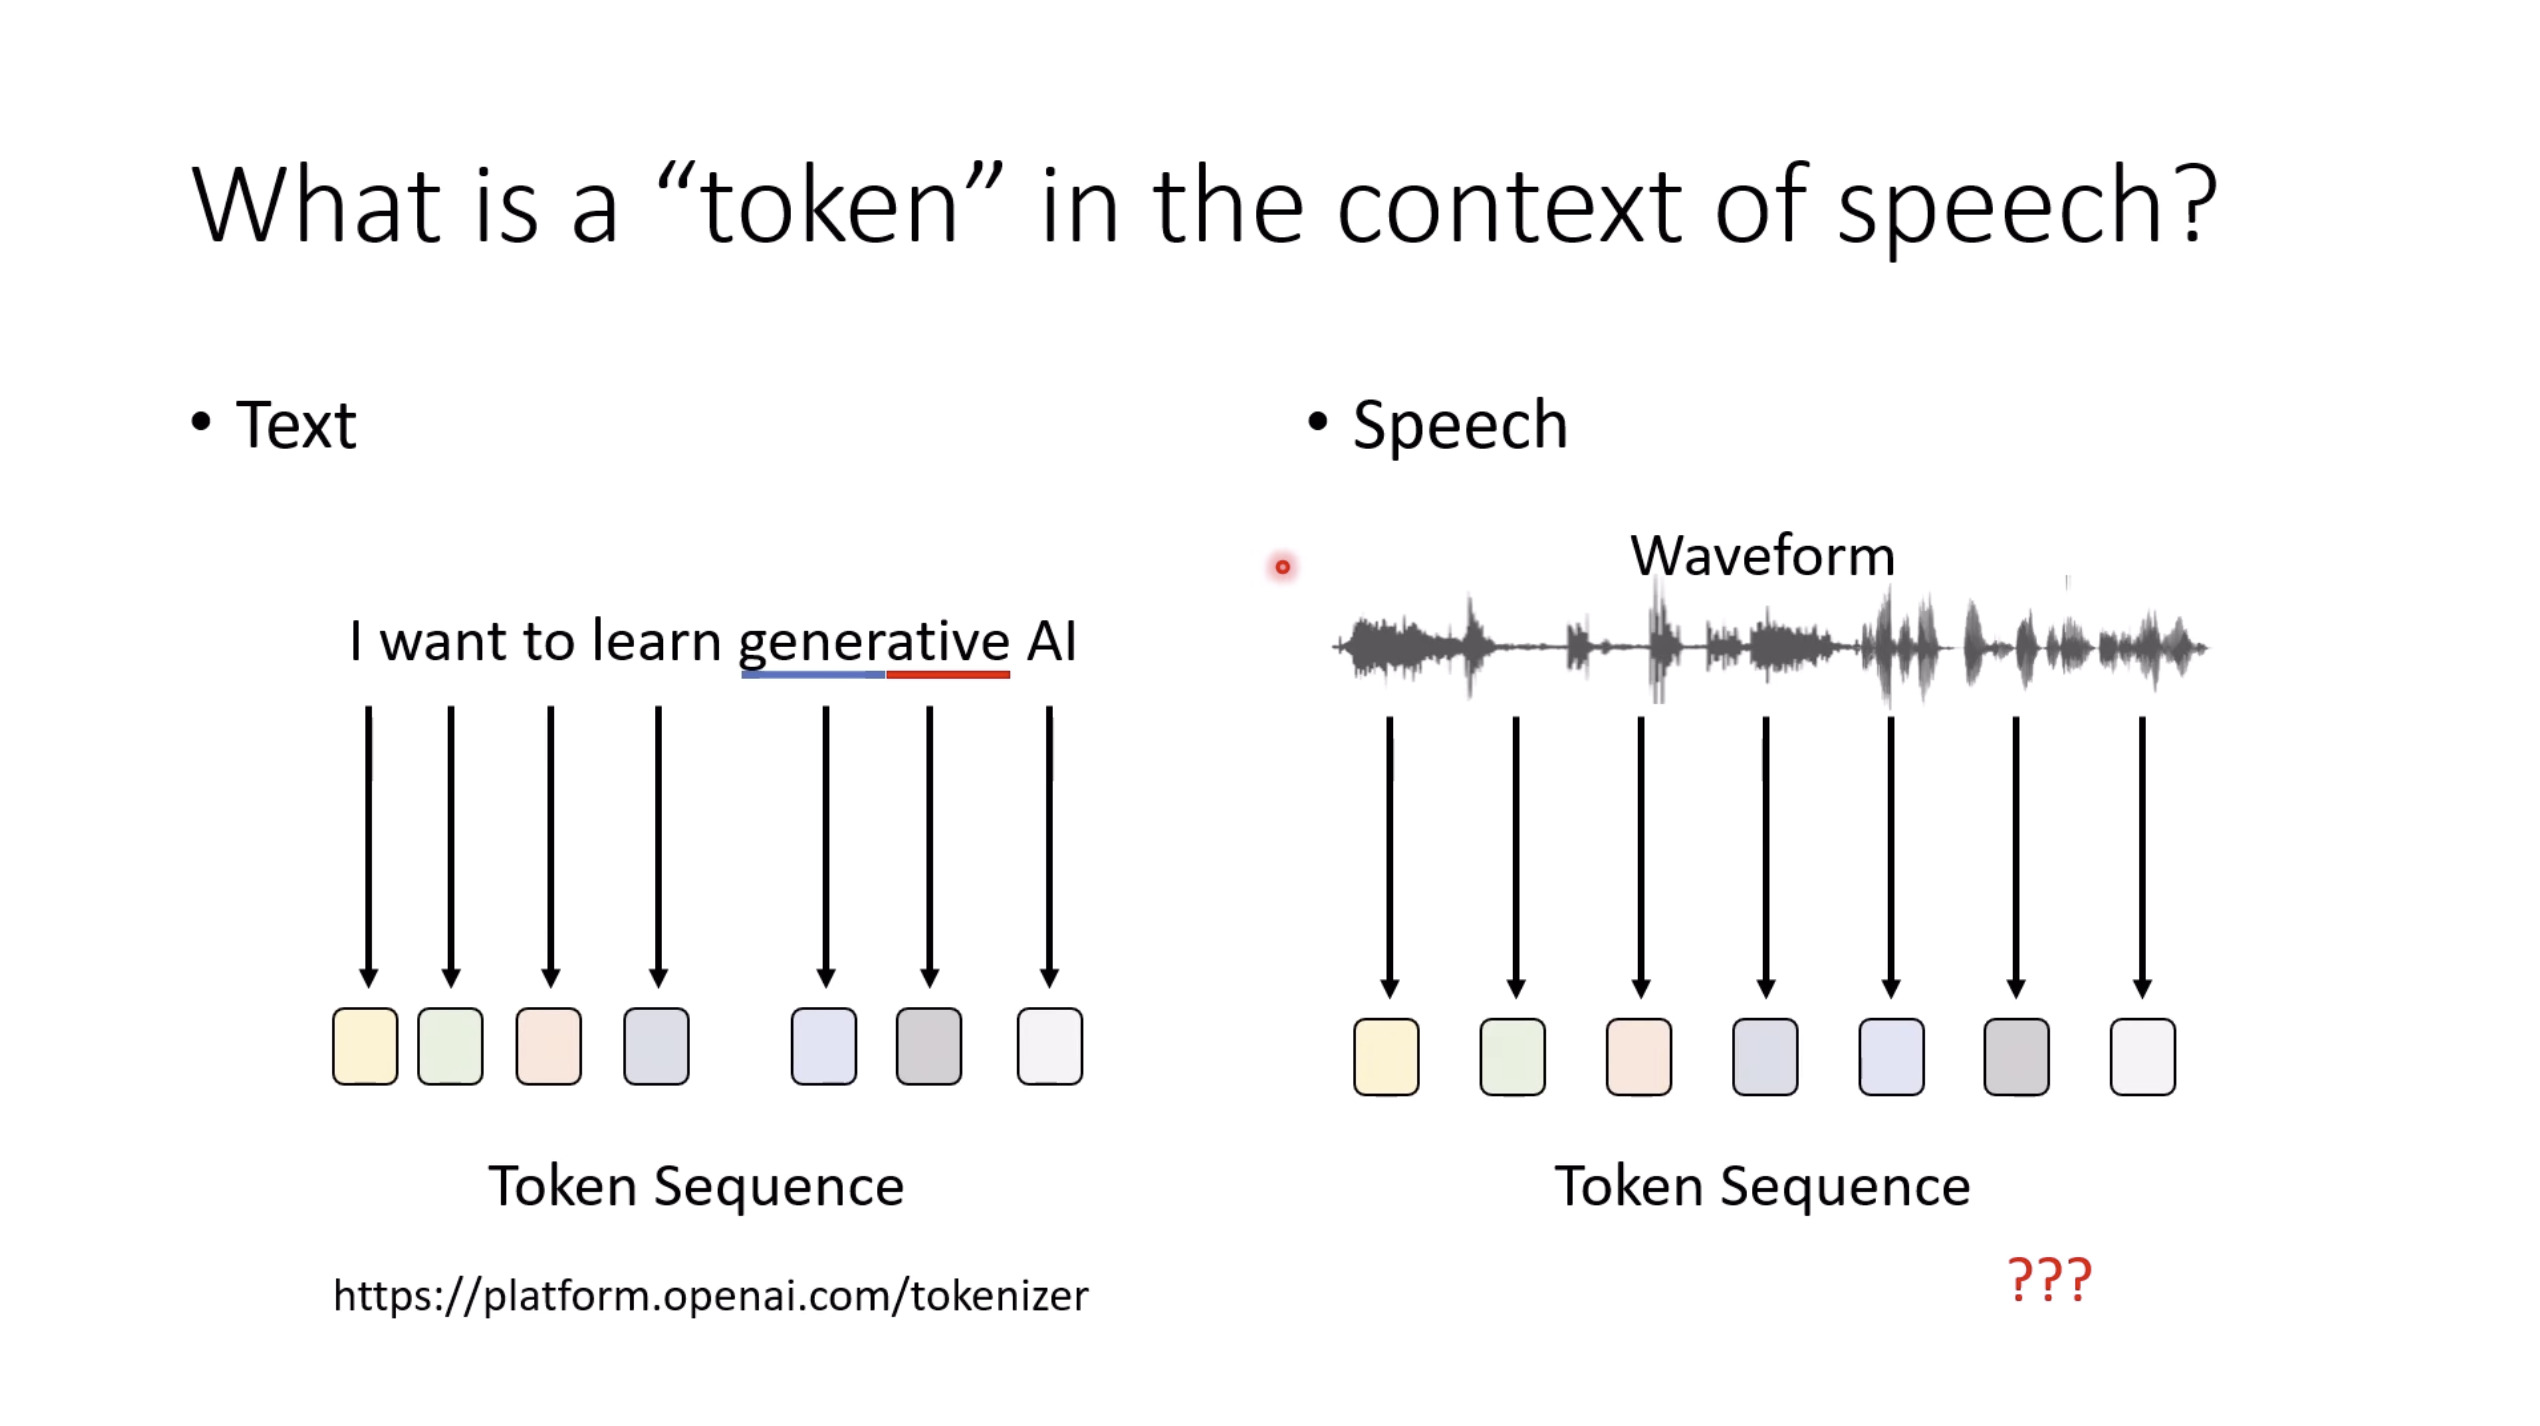 What is a “token” in the context of speech?
• Text
I want to learn generative AI
Token Sequence
https://platform.openai.com/tokenizer
• Speech
Waveform
Token Sequence
???